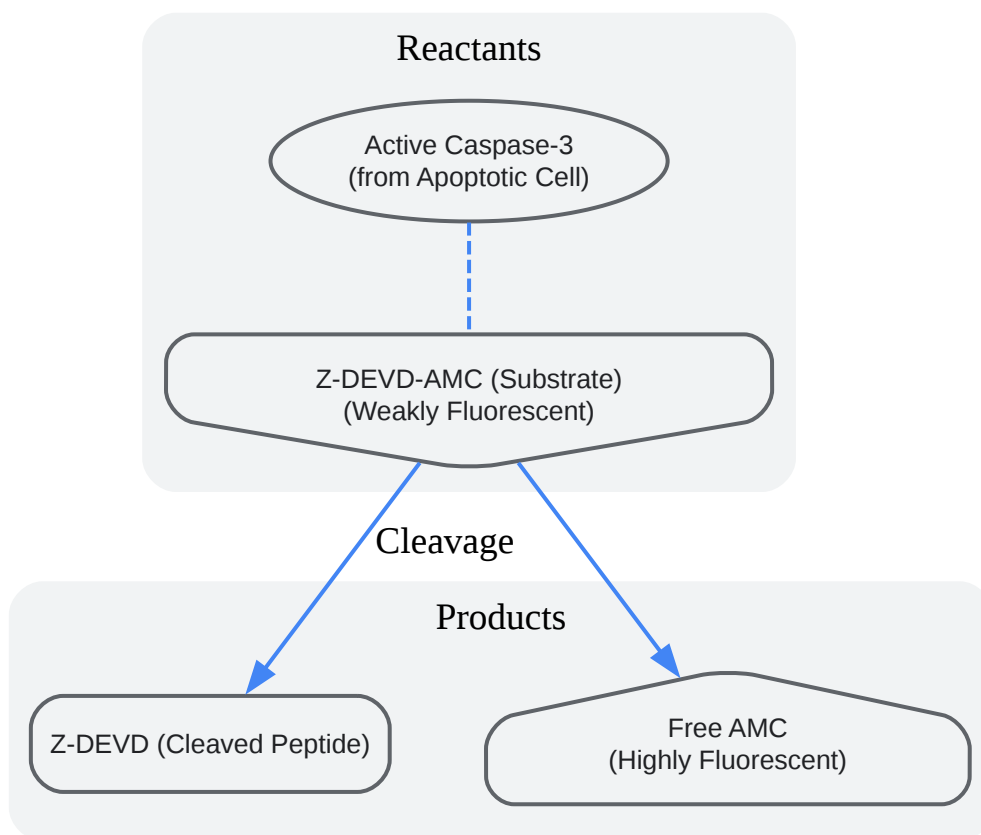 Reactants
Active Caspase-3
(from Apoptotic Cell)
Z-DEVD-AMC (Substrate)
(Weakly Fluorescent)
Cleavage
Products
Z-DEVD (Cleaved Peptide)
Free AMC
(Highly Fluorescent)